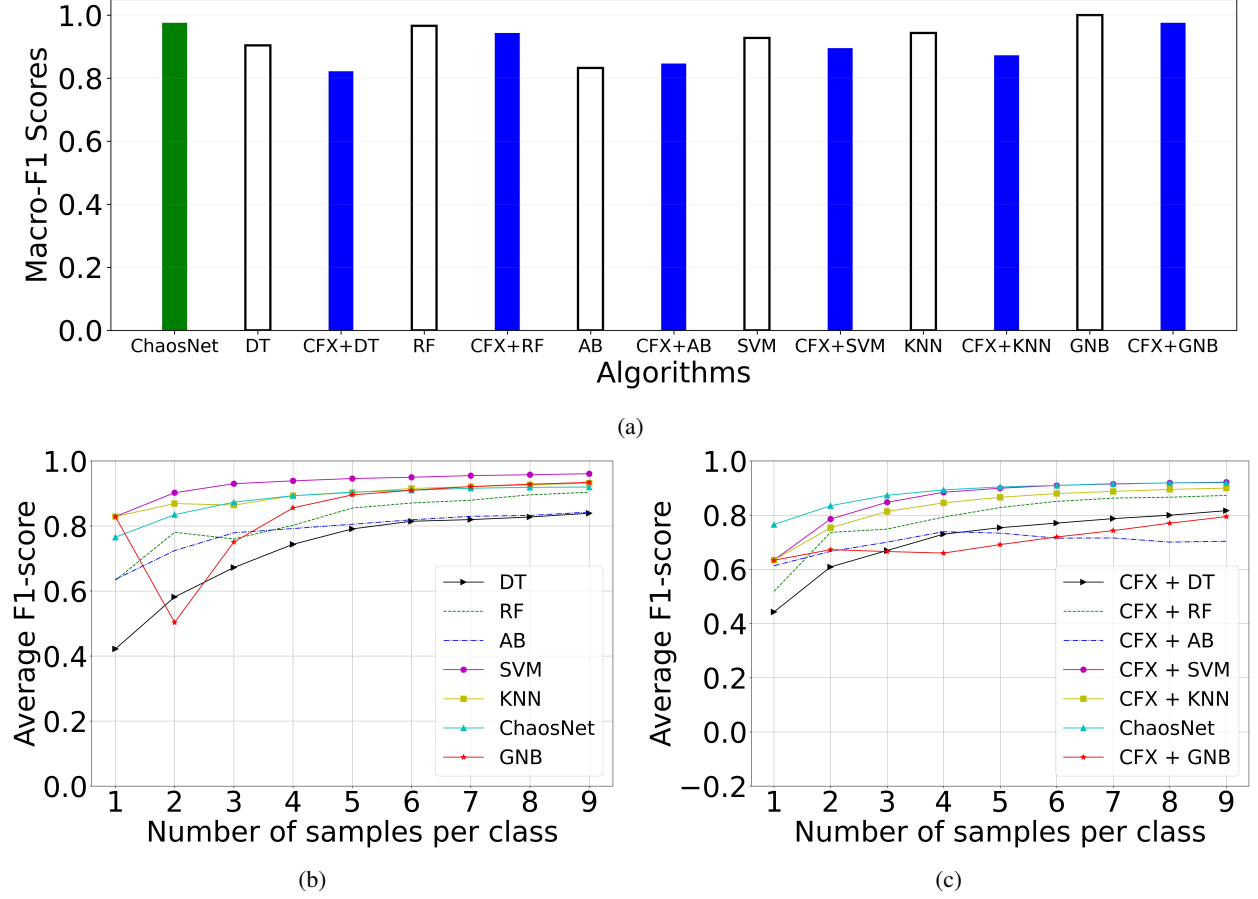 Macro-F1 Scores
1.0
0.8
0.6
0.4
0.2
0.0
ChaosNet DT CFX+DT RF CFX+RF AB CFX+AB SVM CFX+SVM KNN CFX+KNN GNB CFX+GNB
Algorithms
(a)
Average F1-score
1.0
0.8
0.6
0.4
0.2
0.0
DT
RF
AB
SVM
KNN
ChaosNet
GNB
1 2 3 4 5 6 7 8 9
Number of samples per class
(b)
Average F1-score
1.0
0.8
0.6
0.4
0.2
0.0
−0.2
CFX + DT
CFX + RF
CFX + AB
CFX + SVM
CFX + KNN
ChaosNet
CFX + GNB
1 2 3 4 5 6 7 8 9
Number of samples per class
(c)